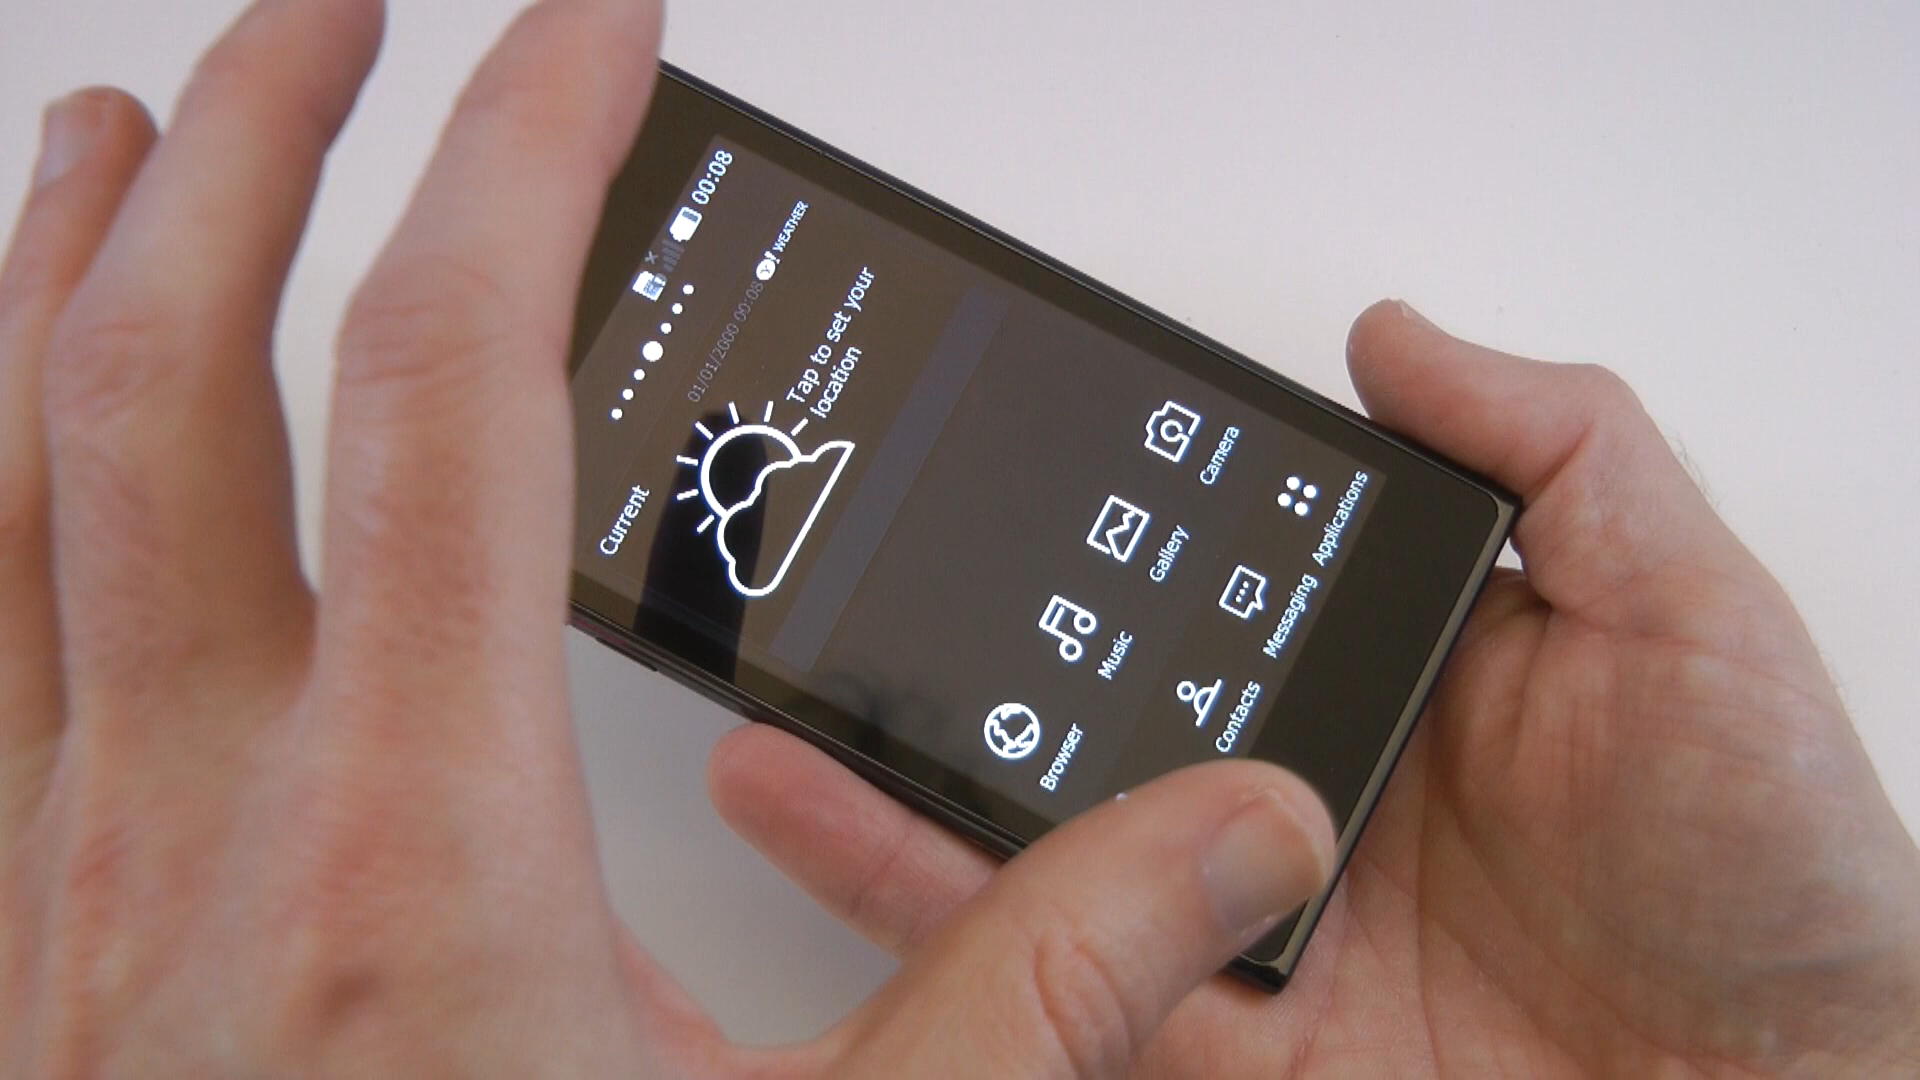 00:08
01/01/2000 00:08 Y! WEATHER
Current
Tap to set your
location
Browser
Music
Gallery
Camera
Contacts
Messaging
Applications